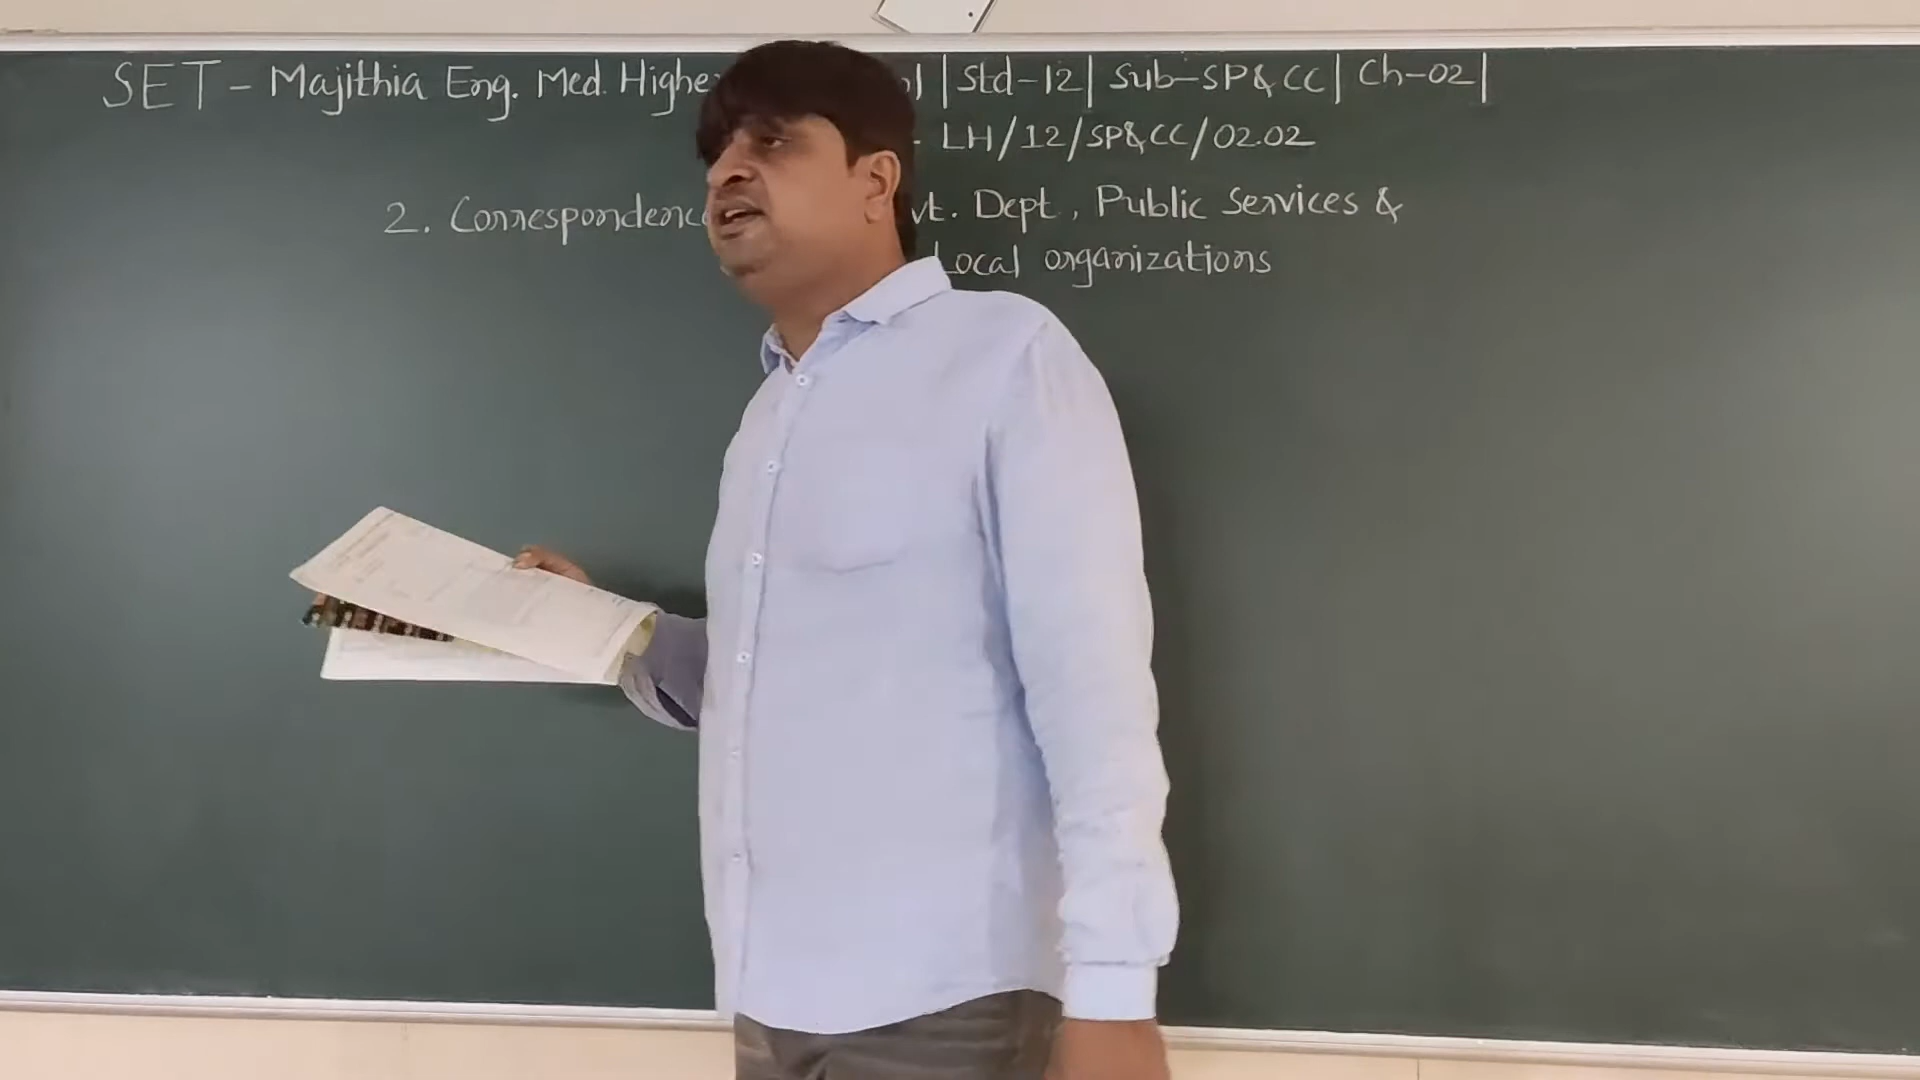 SET - Majithia Eng. Med. Highe |Std-12| Sub-SP&CC| Ch-02|
- LH/12/SP&CC/02.02
2. Correspondenc vt. Dept, Public Services &
Local organizations